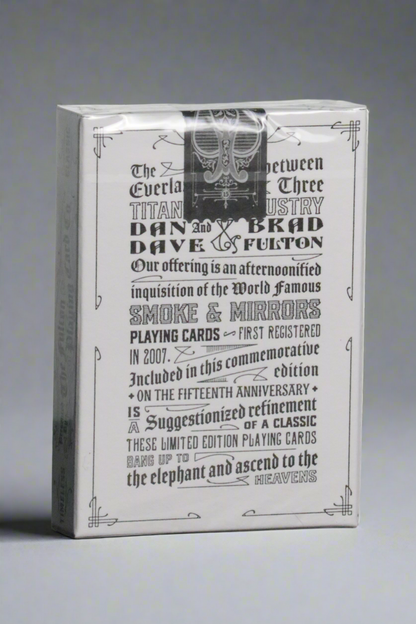 The between
Everla Three
TITAN USTRY
DAN And BRAD
DAVE & FULTON
Our offering is an afternoonified
inquisition of the World Famous
SMOKE & MIRRORS
PLAYING CARDS FIRST REGISTERED
IN 2007.
Included in this commemorative
edition
ON THE FIFTEENTH ANNIVERSARY
IS
A Suggestionized refinement
OF A CLASSIC
THESE LIMITED EDITION PLAYING CARDS
BANG UP TO
the elephant and ascend to the
HEAVENS